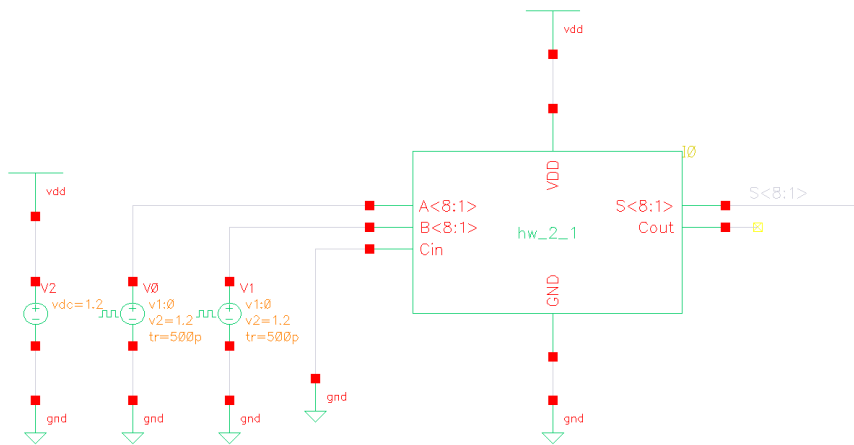 vdd
I0
vdd
VDD
A<8:1>
S<8:1>
S<8:1>
B<8:1>
hw_2_1
Cout
Cin
GND
V2
vdc=1.2
V0
v1:0
v2=1.2
tr=500p
V1
v1:0
v2=1.2
tr=500p
gnd
gnd
gnd
gnd
gnd